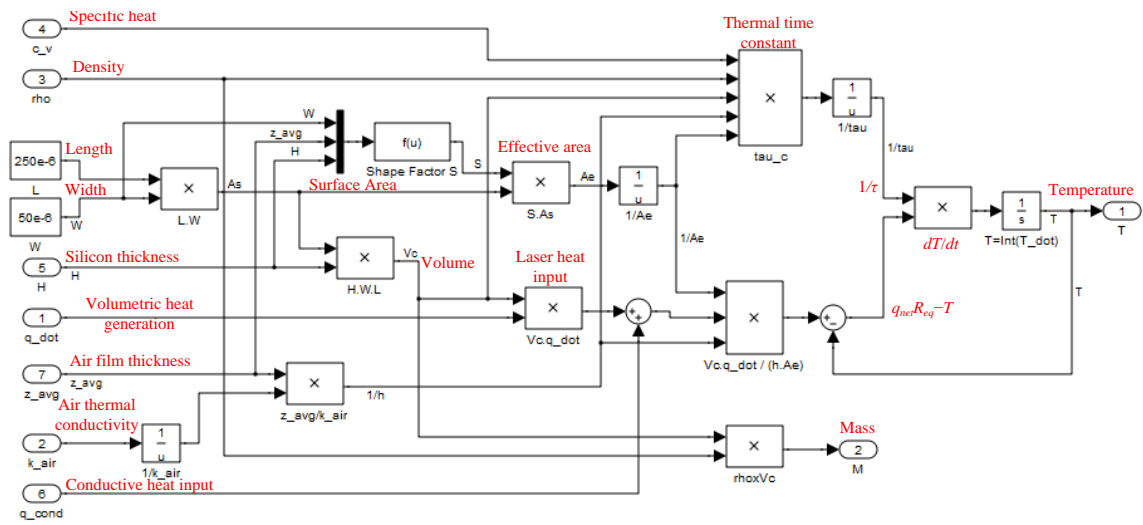 Specific heat
4
c_v
Density
3
rho
Thermal time
constant
×
tau_c
1
u
1/tau
1/tau
W
z_avg
H
f(u)
Shape Factor S
S
Length
250e-6
L
Width
50e-6
W
W
×
L.W
As
Surface Area
Effective area
×
S.As
Ae
1
u
1/Ae
1/Ae
1/τ
×
dT/dt
1
s
T=Int(T_dot)
T
Temperature
1
T
Silicon thickness
5
H
H
×
H.W.L
Vc
Volume
Laser heat
input
×
Vc.q_dot
+
+
×
Vc.q_dot / (h.Ae)
+
−
q_net R_eq−T
T
Volumetric heat
generation
1
q_dot
Air film thickness
7
z_avg
z_avg
×
z_avg/k_air
1/h
Air thermal
conductivity
2
k_air
1
u
1/k_air
×
rhoxVc
Mass
2
M
Conductive heat input
6
q_cond